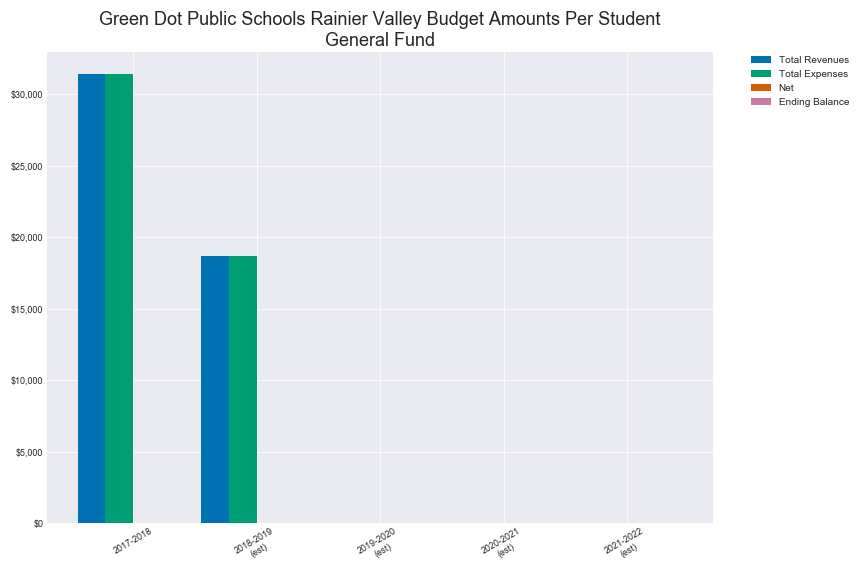 Green Dot Public Schools Rainier Valley Budget Amounts Per Student
General Fund
Total Revenues
Total Expenses
Net
Ending Balance
$30,000
$25,000
$20,000
$15,000
$10,000
$5,000
$0
2017-2018
2018-2019
(est)
2019-2020
(est)
2020-2021
(est)
2021-2022
(est)